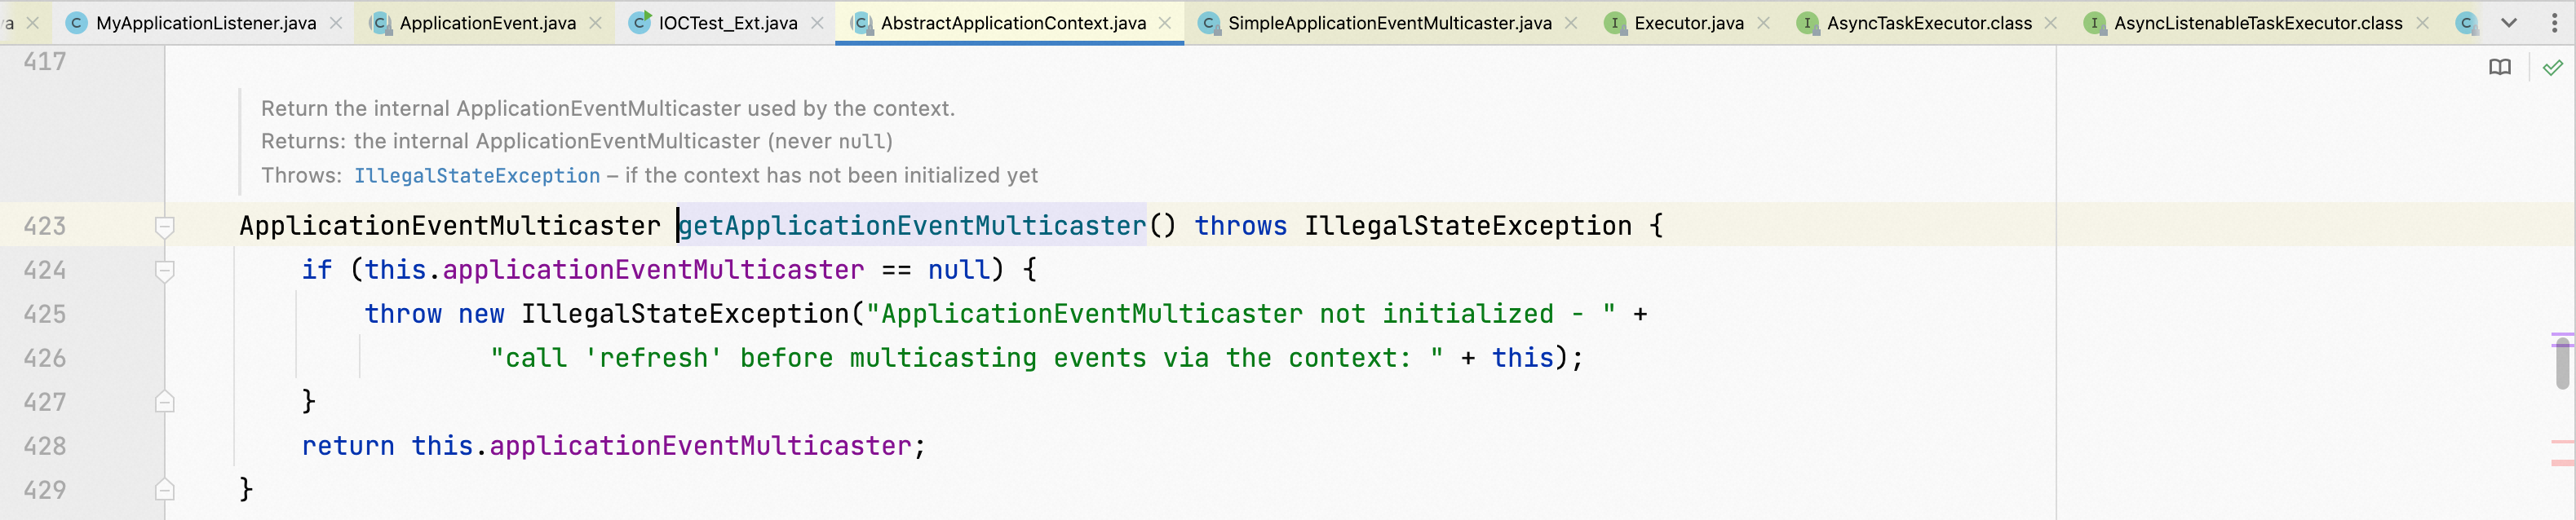 a MyApplicationListener.java ApplicationEvent.java IOCTest_Ext.java AbstractApplicationContext.java SimpleApplicationEventMulticaster.java Executor.java AsyncTaskExecutor.class AsyncListenableTaskExecutor.class
417
Return the internal ApplicationEventMulticaster used by the context.
Returns: the internal ApplicationEventMulticaster (never null)
Throws: IllegalStateException – if the context has not been initialized yet
423 ApplicationEventMulticaster getApplicationEventMulticaster() throws IllegalStateException {
424 if (this.applicationEventMulticaster == null) {
425 throw new IllegalStateException("ApplicationEventMulticaster not initialized - " +
426 "call 'refresh' before multicasting events via the context: " + this);
427 }
428 return this.applicationEventMulticaster;
429 }